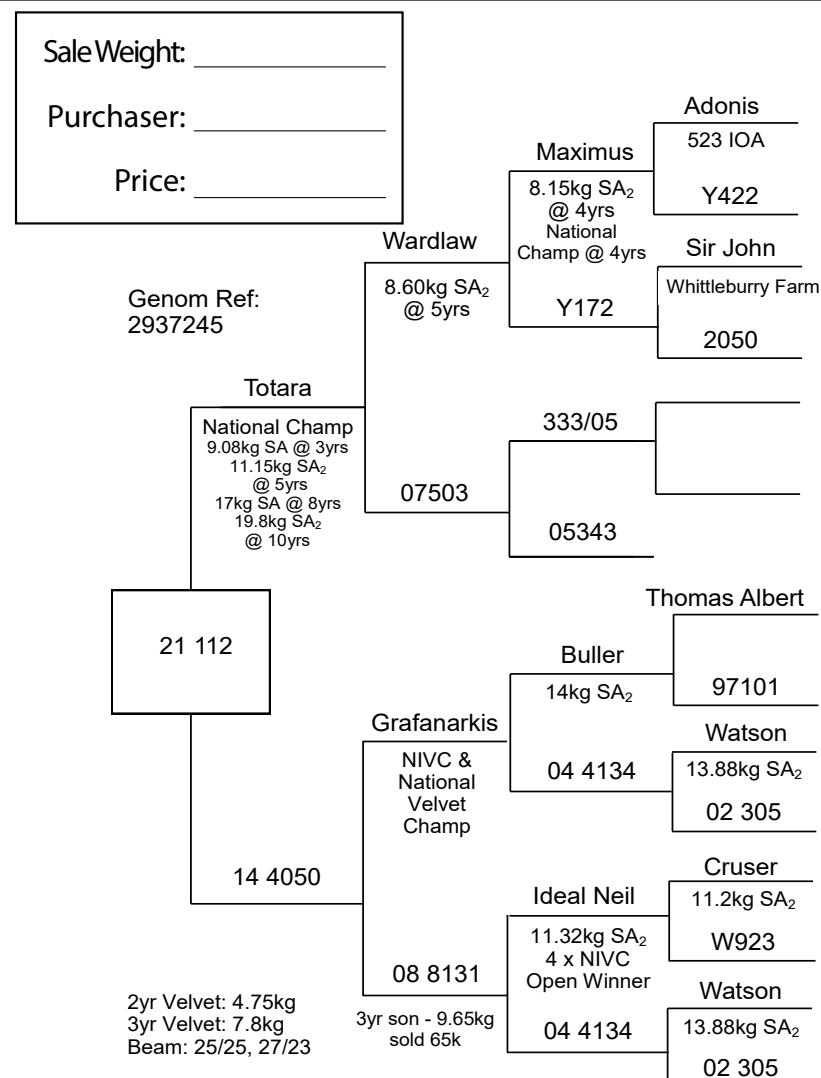 Sale Weight:
Purchaser:
Price:
Genom Ref:
2937245
Adonis
523 IOA
Y422
Maximus
8.15kg SA₂
@ 4yrs
National
Champ @ 4yrs
Y172
Sir John
Whittleburry Farm
2050
Wardlaw
8.60kg SA₂
@ 5yrs
07503
333/05
05343
Totara
National Champ
9.08kg SA @ 3yrs
11.15kg SA₂
@ 5yrs
17kg SA @ 8yrs
19.8kg SA₂
@ 10yrs
21 112
Thomas Albert
97101
Buller
14kg SA₂
04 4134
Watson
13.88kg SA₂
02 305
Grafanarkis
NIVC &
National
Velvet
Champ
14 4050
08 8131
3yr son - 9.65kg
sold 65k
Ideal Neil
11.32kg SA₂
4 x NIVC
Open Winner
04 4134
Cruser
11.2kg SA₂
W923
Watson
13.88kg SA₂
02 305
2yr Velvet: 4.75kg
3yr Velvet: 7.8kg
Beam: 25/25, 27/23